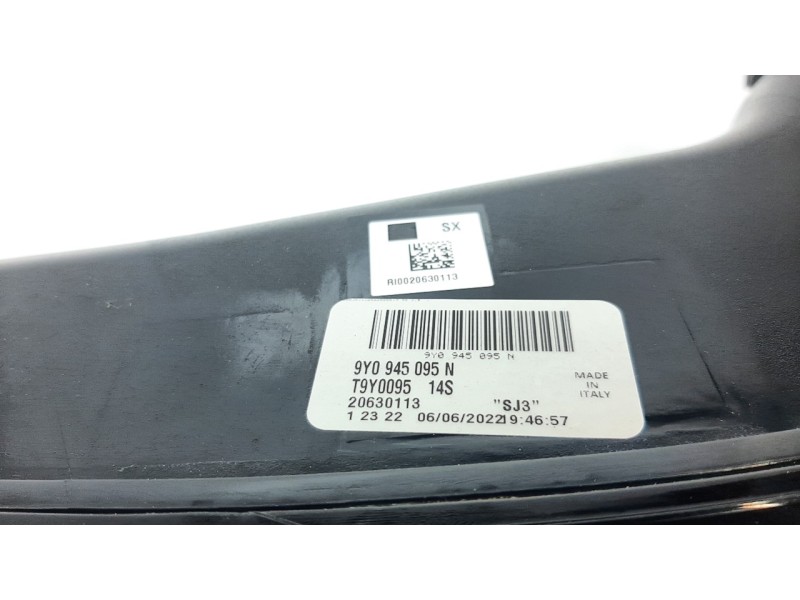 SX
RI0020630113
9Y0 945 095 N
9Y0 945 095 N
T9Y0095 14S
20630113 "SJ3"
1 23 22 06/06/2022 19:46:57
MADE
IN
ITALY